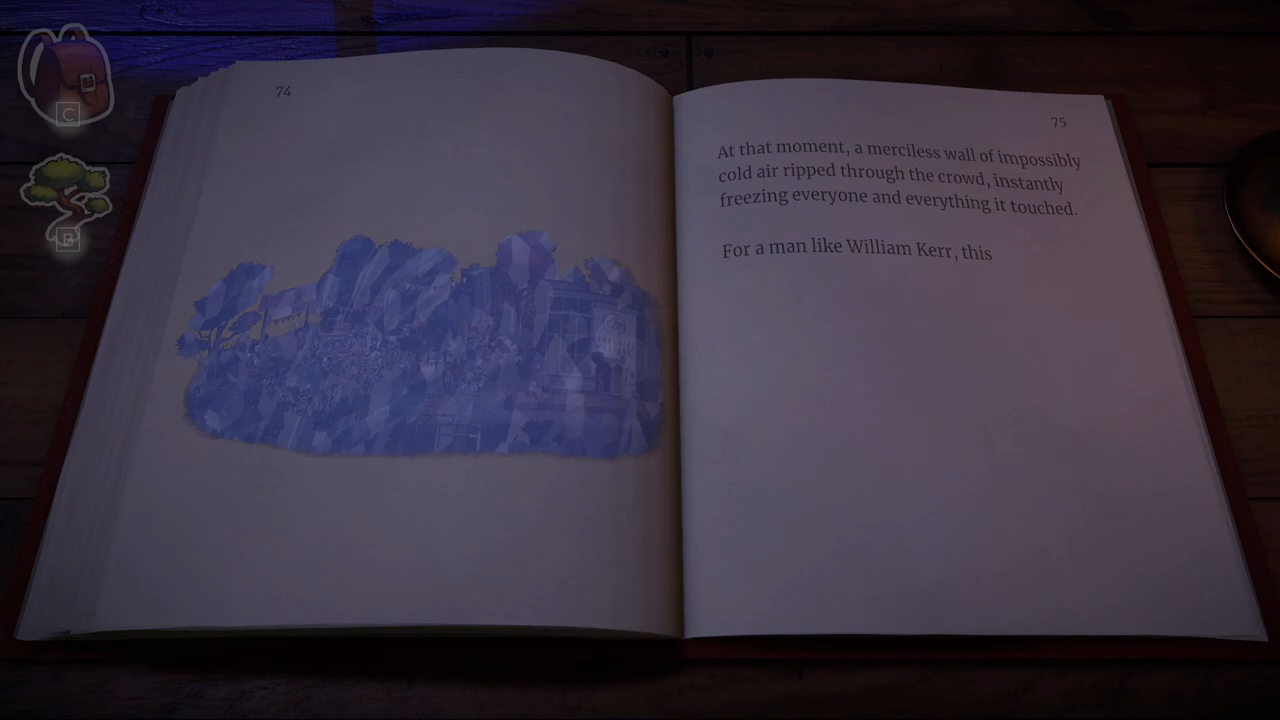 C
B
74
75
At that moment, a merciless wall of impossibly
cold air ripped through the crowd, instantly
freezing everyone and everything it touched.
For a man like William Kerr, this